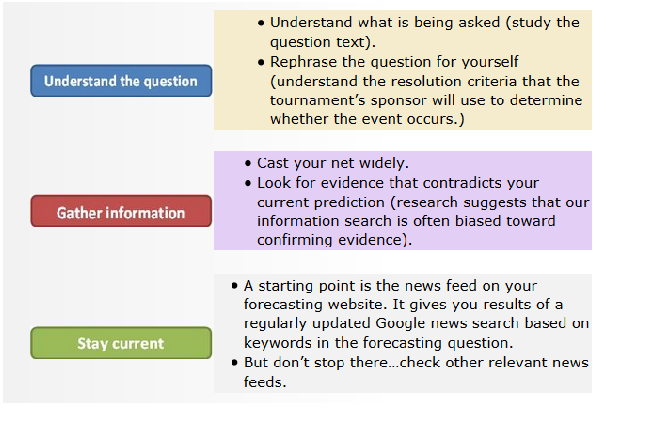 Understand the question
• Understand what is being asked (study the
question text).
• Rephrase the question for yourself
(understand the resolution criteria that the
tournament's sponsor will use to determine
whether the event occurs.)
Gather information
• Cast your net widely.
• Look for evidence that contradicts your
current prediction (research suggests that our
information search is often biased toward
confirming evidence).
Stay current
• A starting point is the news feed on your
forecasting website. It gives you results of a
regularly updated Google news search based on
keywords in the forecasting question.
• But don't stop there…check other relevant news
feeds.